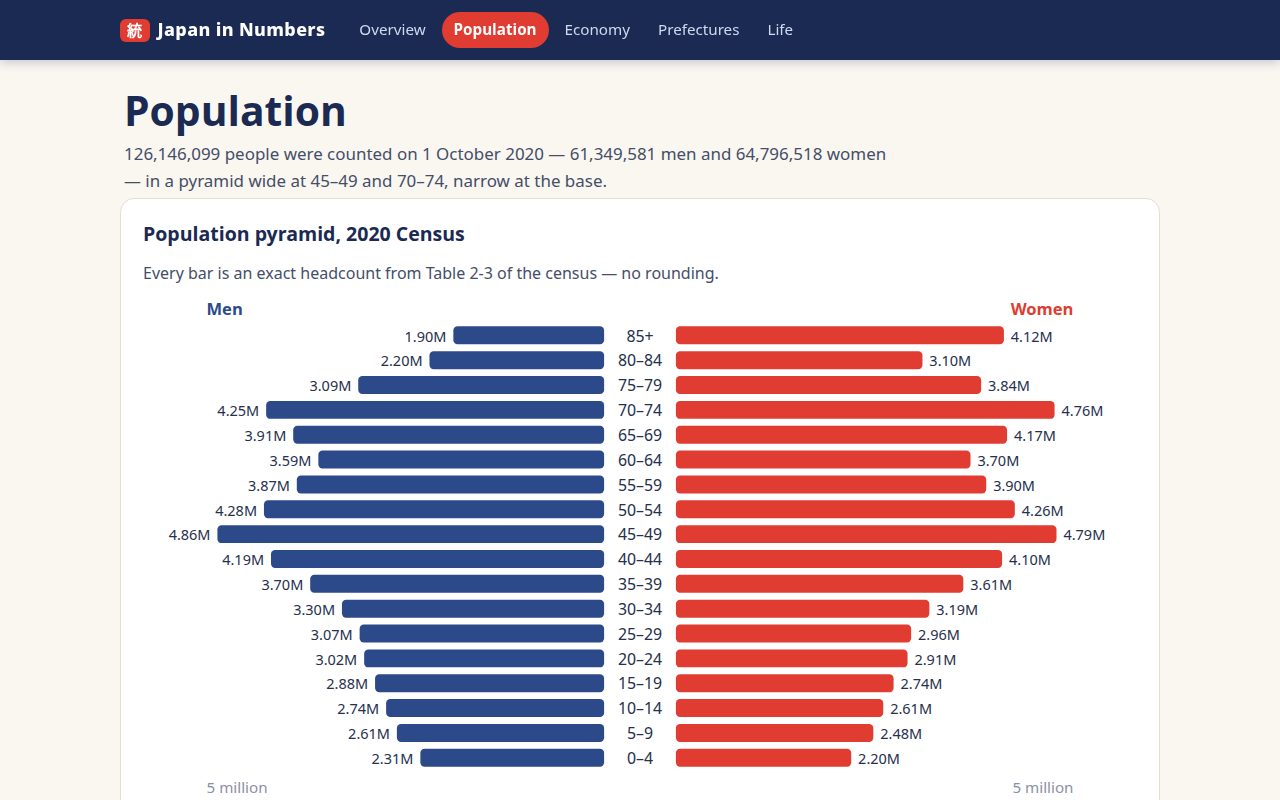 統 Japan in Numbers Overview Population Economy Prefectures Life
Population
126,146,099 people were counted on 1 October 2020 — 61,349,581 men and 64,796,518 women
— in a pyramid wide at 45–49 and 70–74, narrow at the base.
Population pyramid, 2020 Census
Every bar is an exact headcount from Table 2-3 of the census — no rounding.
Men Women
1.90M 85+ 4.12M
2.20M 80–84 3.10M
3.09M 75–79 3.84M
4.25M 70–74 4.76M
3.91M 65–69 4.17M
3.59M 60–64 3.70M
3.87M 55–59 3.90M
4.28M 50–54 4.26M
4.86M 45–49 4.79M
4.19M 40–44 4.10M
3.70M 35–39 3.61M
3.30M 30–34 3.19M
3.07M 25–29 2.96M
3.02M 20–24 2.91M
2.88M 15–19 2.74M
2.74M 10–14 2.61M
2.61M 5–9 2.48M
2.31M 0–4 2.20M
5 million 5 million